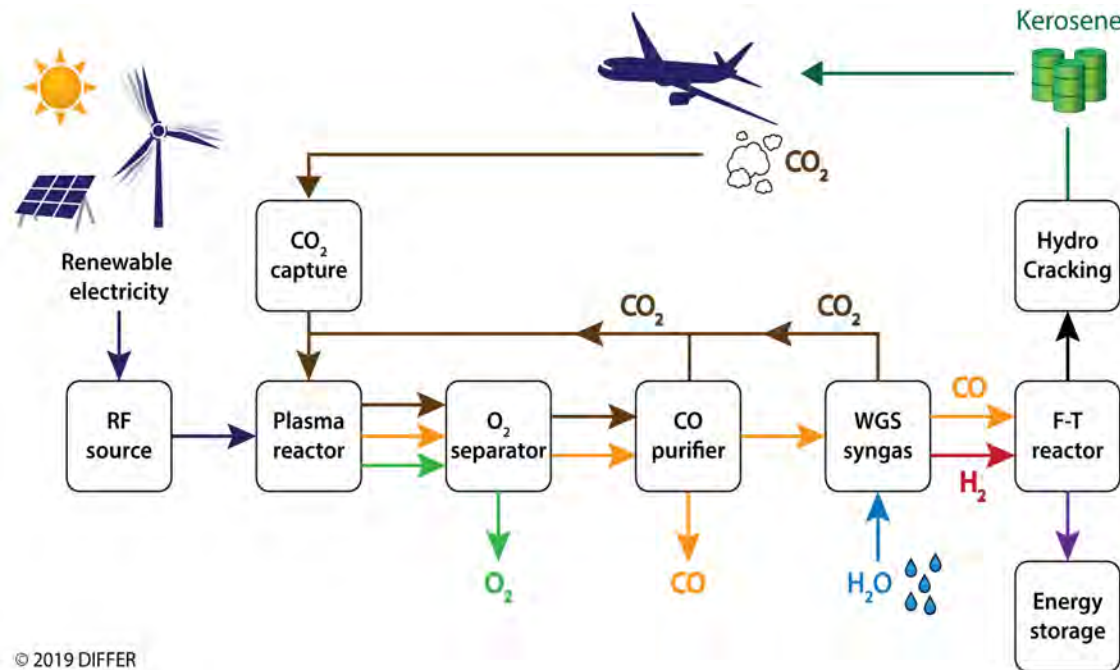 Kerosene
CO₂
CO₂
capture
Hydro
Cracking
Renewable
electricity
CO₂
CO₂
RF
source
Plasma
reactor
O₂
separator
CO
purifier
WGS
syngas
CO
H₂
F-T
reactor
O₂
CO
H₂O
Energy
storage
© 2019 DIFFER